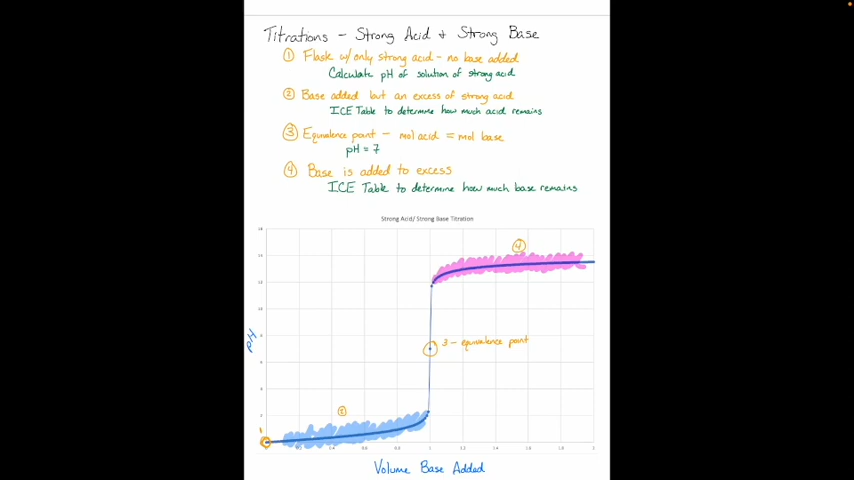 Titrations - Strong Acid + Strong Base
① Flask w/ only strong acid - no base added
Calculate pH of solution of strong acid
② Base added but an excess of strong acid
ICE Table to determine how much acid remains
③ Equivalence point - mol acid = mol base
pH = 7
④ Base is added to excess
ICE Table to determine how much base remains
Strong Acid/ Strong Base Titration
④
pH
3 - equivalence point
②
1
Volume Base Added